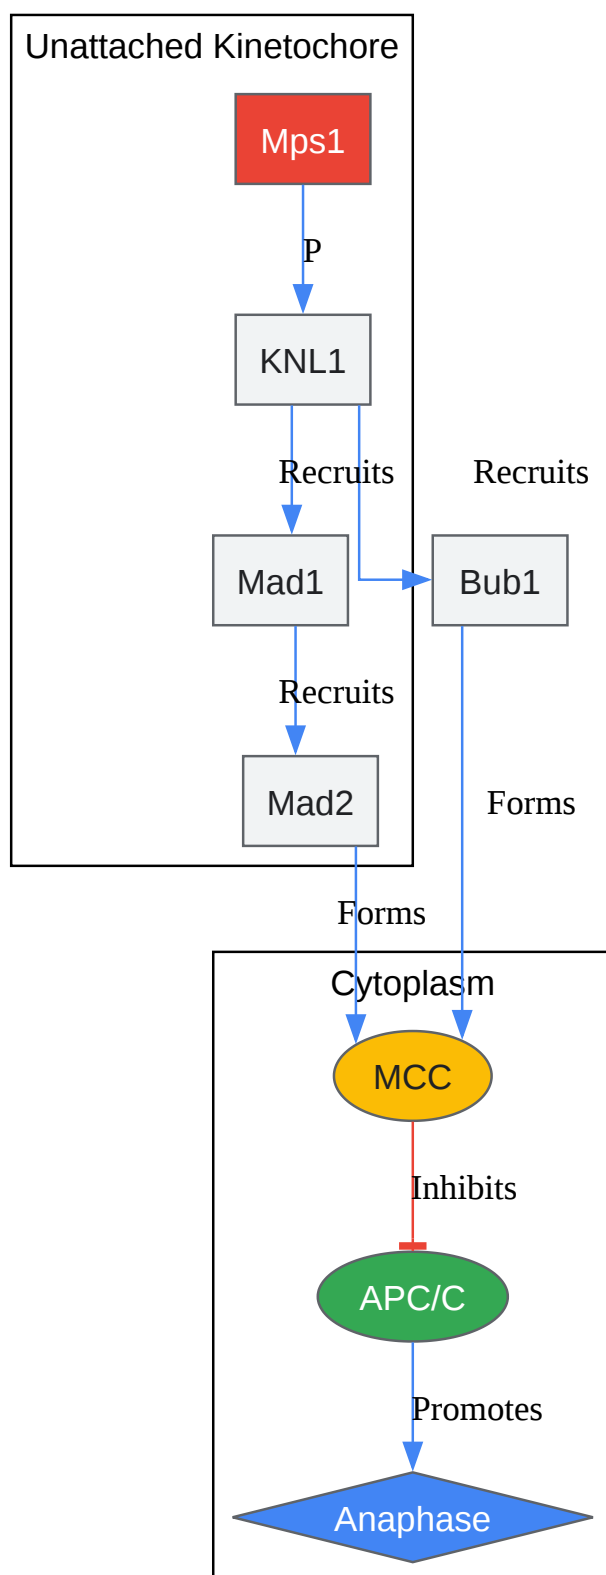 Unattached Kinetochore
Mps1
P
KNL1
Recruits
Recruits
Mad1
Bub1
Recruits
Mad2
Forms
Forms
Cytoplasm
MCC
Inhibits
APC/C
Promotes
Anaphase